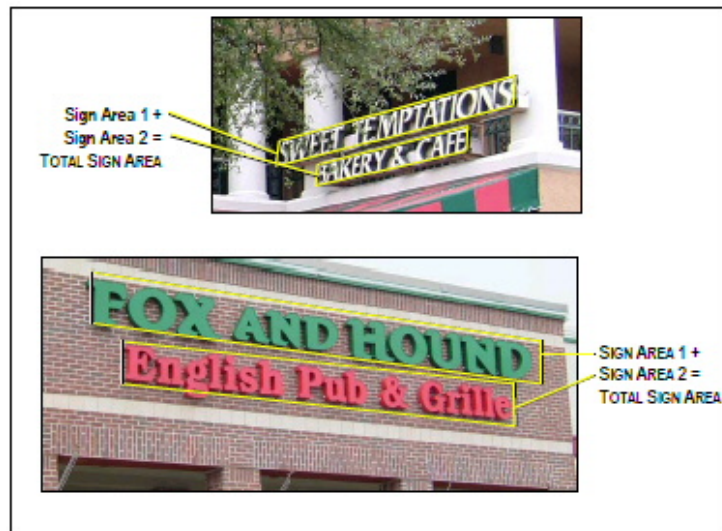 Sign Area 1 +
Sign Area 2 =
TOTAL SIGN AREA
SWEET TEMPTATIONS
BAKERY & CAFE
FOX AND HOUND
English Pub & Grille
SIGN AREA 1 +
SIGN AREA 2 =
TOTAL SIGN AREA